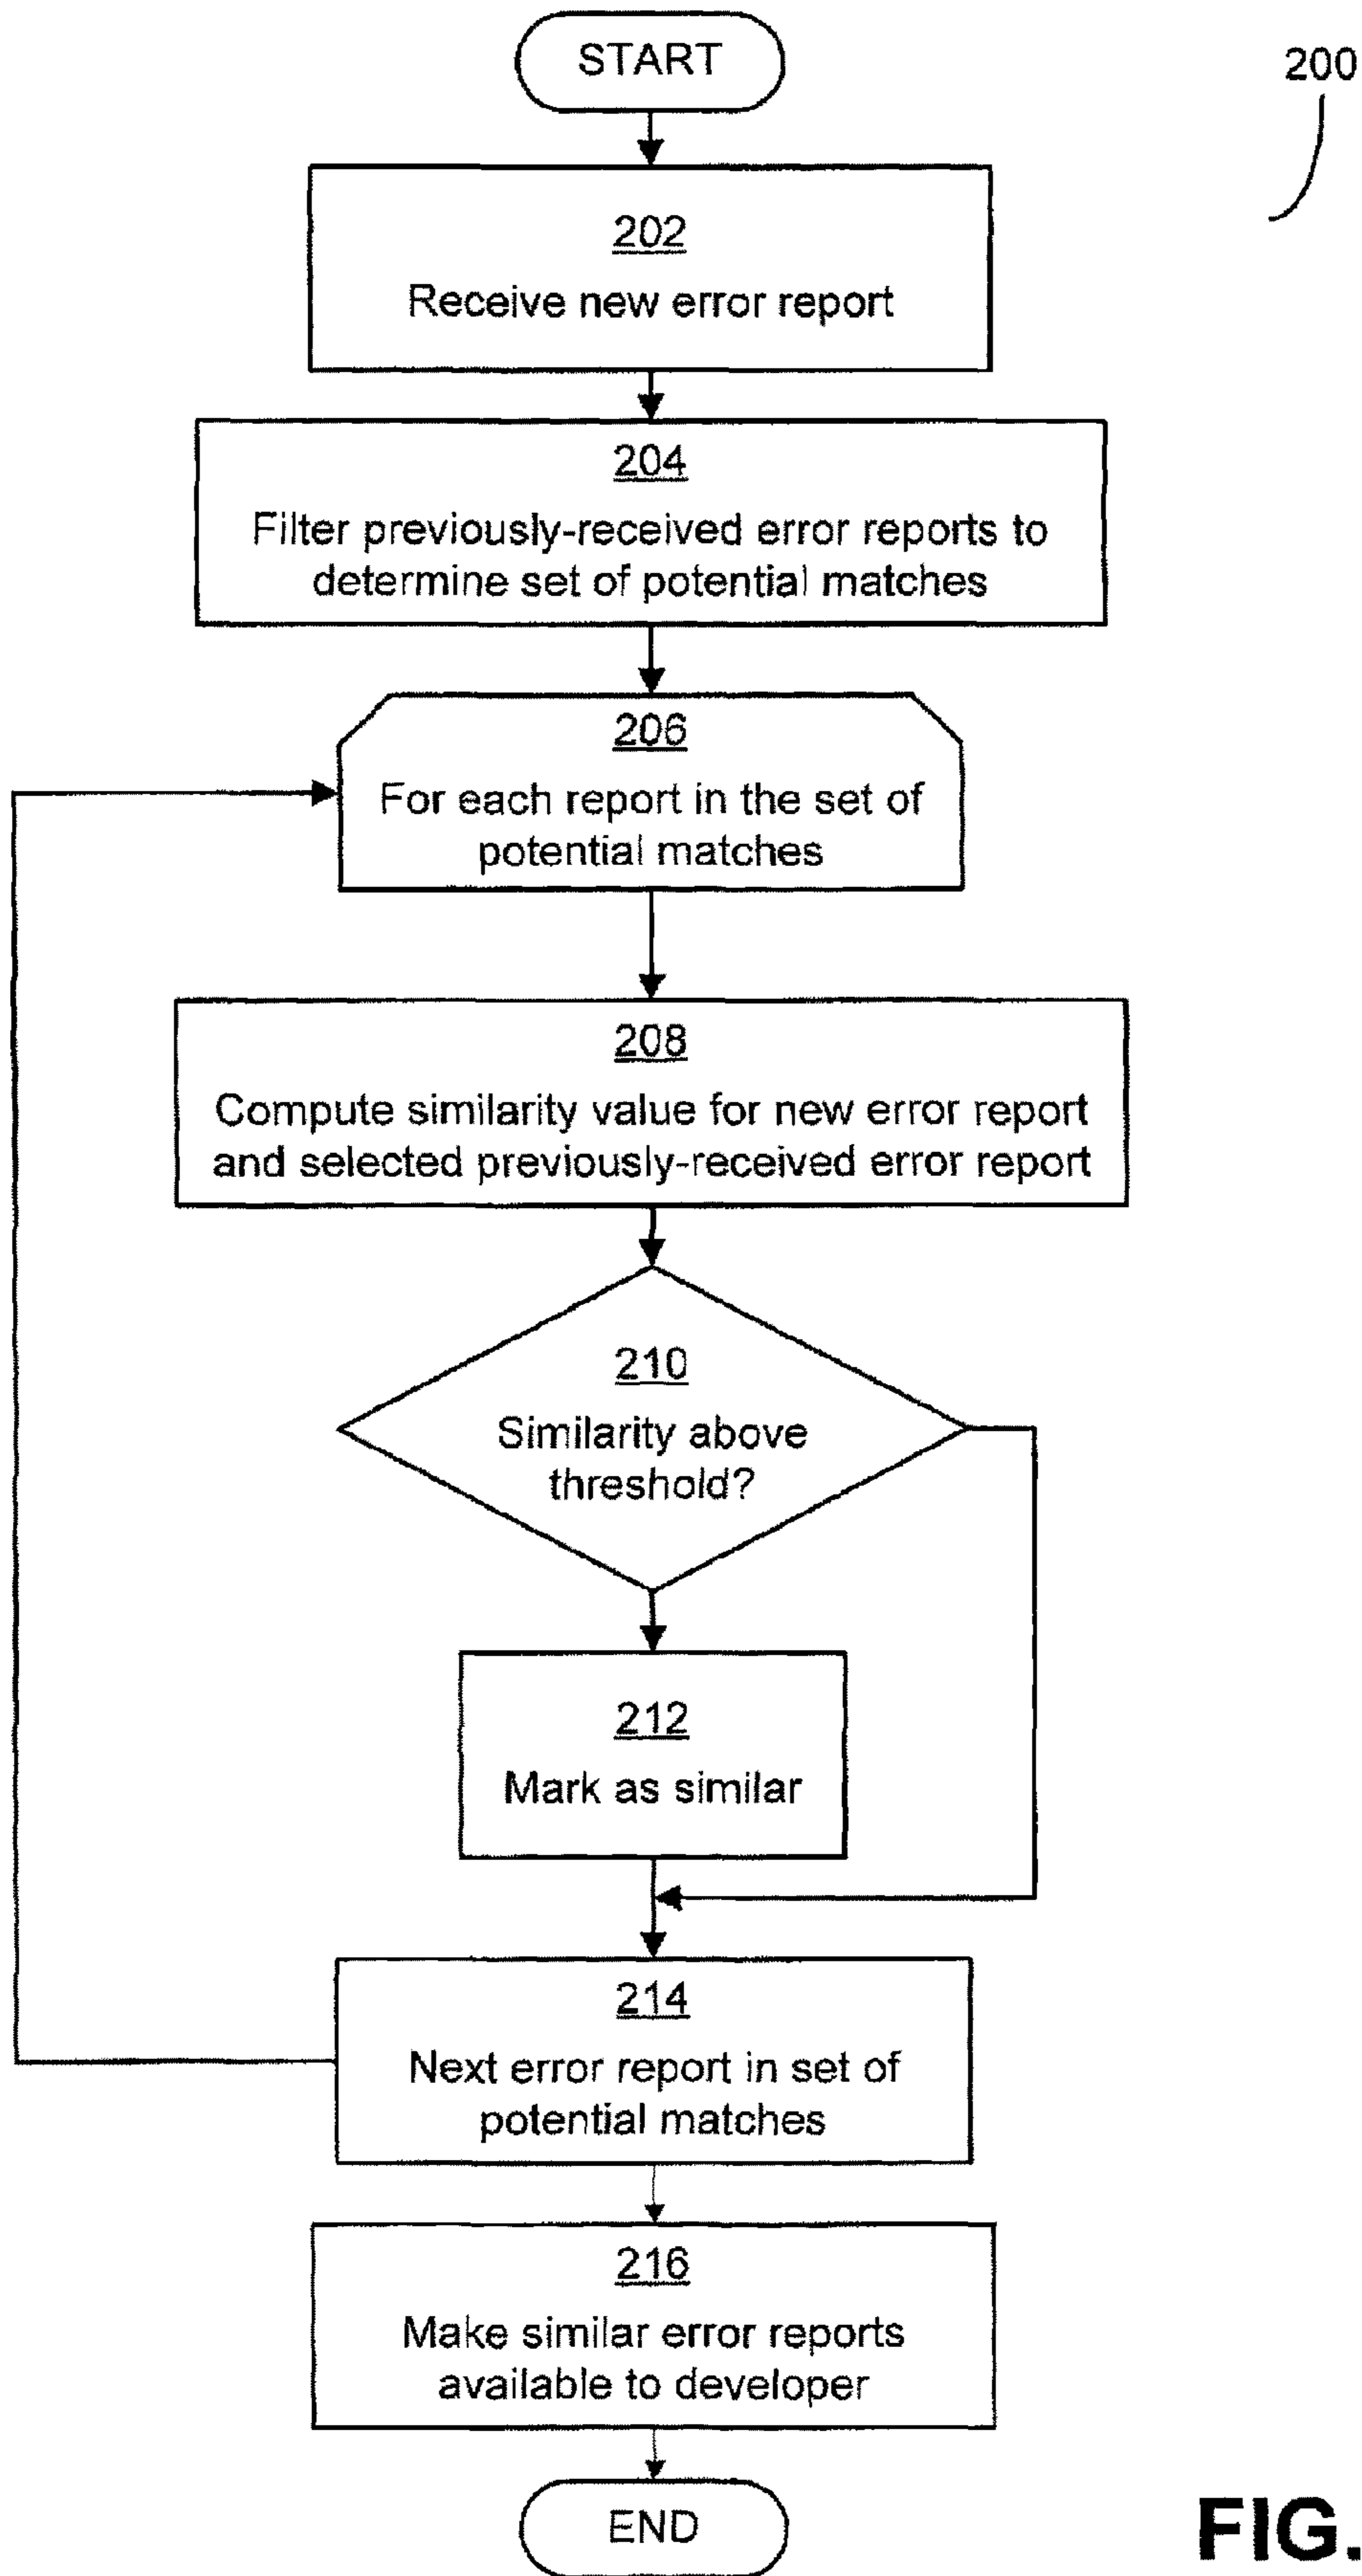 START
200
202
Receive new error report
204
Filter previously-received error reports to
determine set of potential matches
206
For each report in the set of
potential matches
208
Compute similarity value for new error report
and selected previously-received error report
210
Similarity above
threshold?
212
Mark as similar
214
Next error report in set of
potential matches
216
Make similar error reports
available to developer
END
FIG.